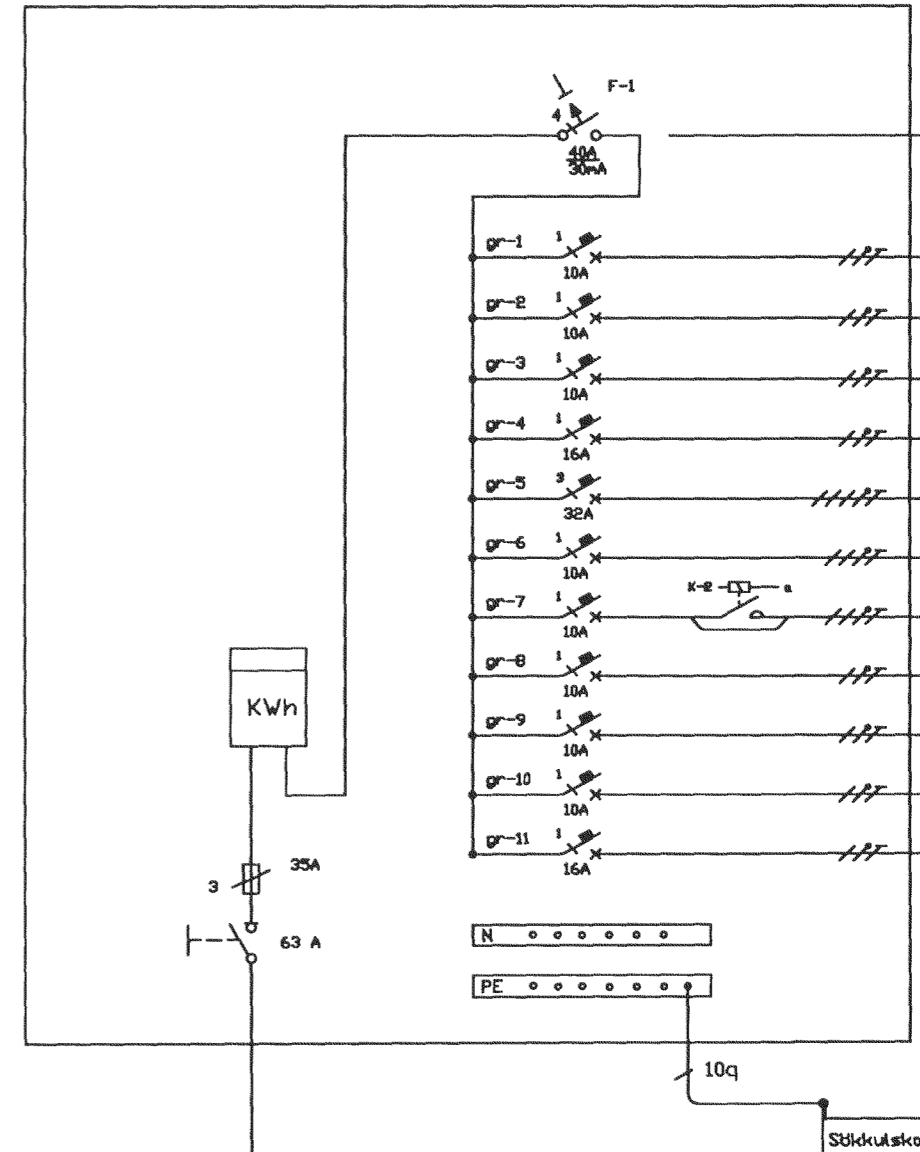 F-1
4
40A
30mA
gr-1 1
10A
gr-2 1
10A
gr-3 1
10A
gr-4 1
16A
gr-5 3
32A
gr-6 1
10A
K-2 a
gr-7 1
10A
gr-8 1
10A
gr-9 1
10A
gr-10 1
10A
gr-11 1
16A
KWh
35A
3
63 A
N
PE
10q
Sökkulska